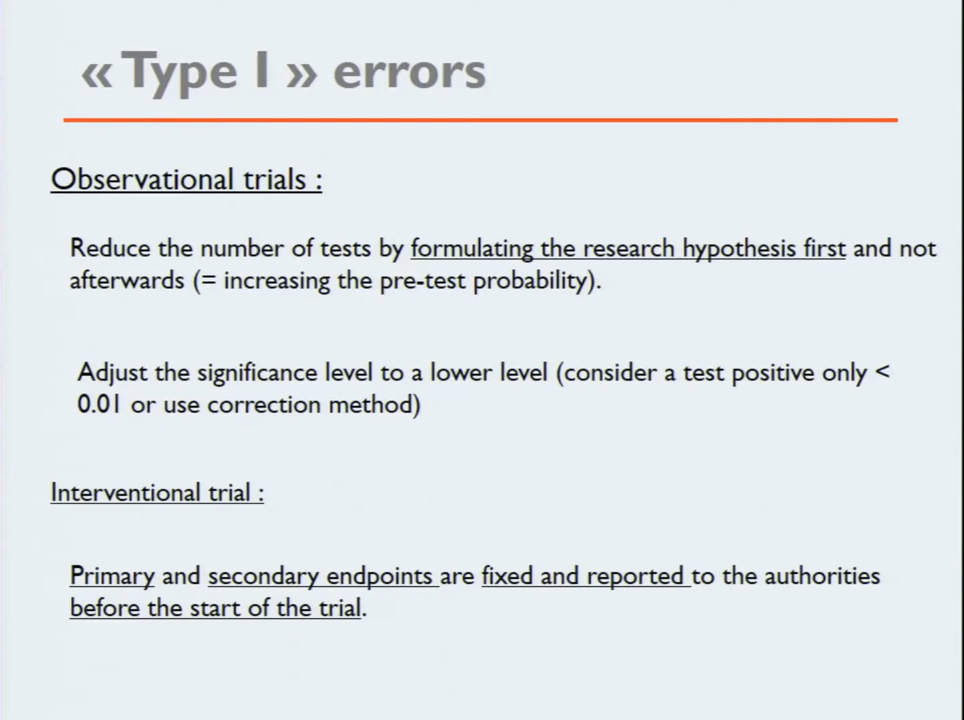 « Type I » errors
Observational trials :
Reduce the number of tests by formulating the research hypothesis first and not
afterwards (= increasing the pre-test probability).
Adjust the significance level to a lower level (consider a test positive only <
0.01 or use correction method)
Interventional trial :
Primary and secondary endpoints are fixed and reported to the authorities
before the start of the trial.